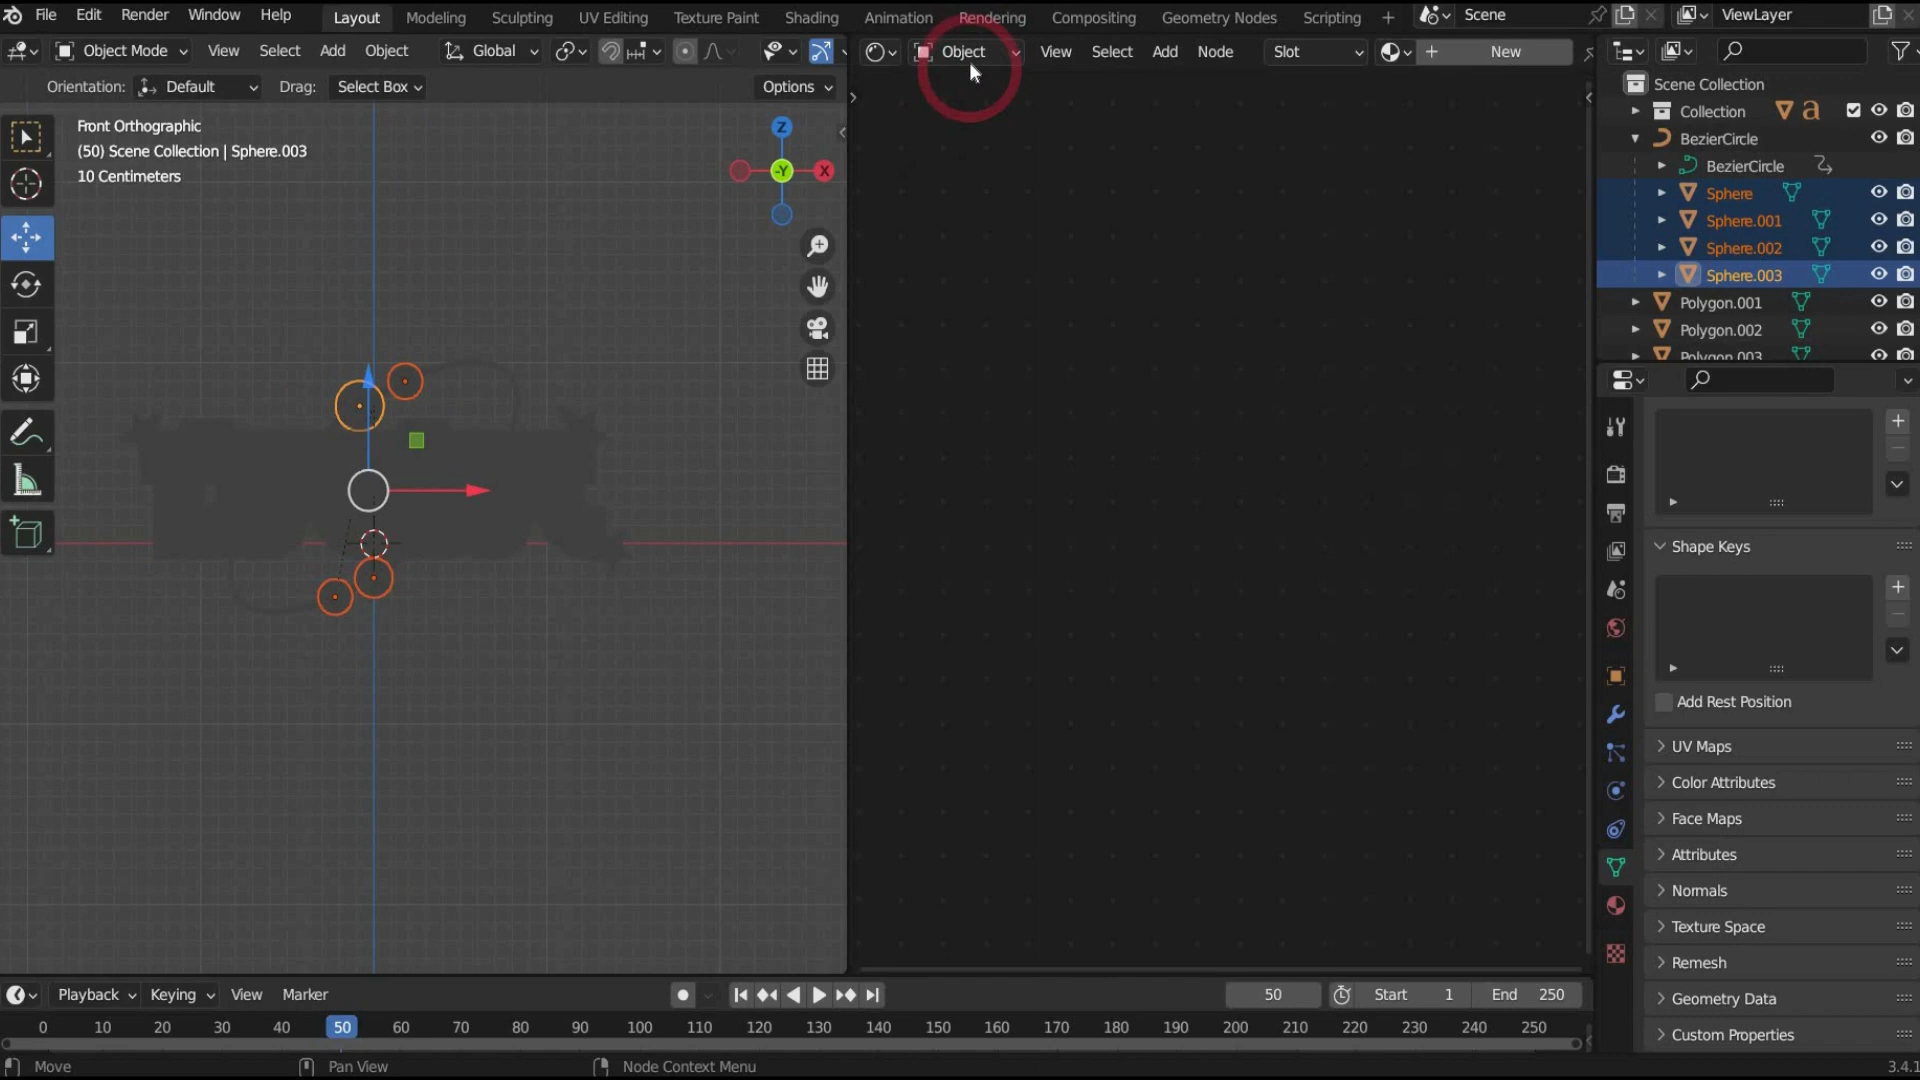 File Edit Render Window Help Layout Modeling Sculpting UV Editing Texture Paint Shading Animation Rendering Compositing Geometry Nodes Scripting + Scene ViewLayer
Object Mode View Select Add Object Global Object View Select Add Node Slot + New
Orientation: Default Drag: Select Box Options
Scene Collection
Collection
BezierCircle
BezierCircle
Sphere
Sphere.001
Sphere.002
Sphere.003
Polygon.001
Polygon.002
Polygon.003
Front Orthographic
(50) Scene Collection | Sphere.003
10 Centimeters
Z
-Y
X
Shape Keys
Add Rest Position
UV Maps
Color Attributes
Face Maps
Attributes
Normals
Texture Space
Remesh
Geometry Data
Custom Properties
Playback Keying View Marker 50 Start 1 End 250
0 10 20 30 40 50 60 70 80 90 100 110 120 130 140 150 160 170 180 190 200 210 220 230 240 250
Move Pan View Node Context Menu 3.4.1